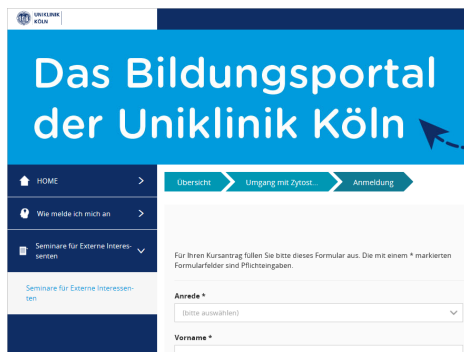 UNIKLINIK
KÖLN
Das Bildungsportal
der Uniklinik Köln
HOME
Wie melde ich mich an
Seminare für Externe Interes-
senten
Seminare für Externe Interessen-
ten
Übersicht
Umgang mit Zytost...
Anmeldung
Für Ihren Kursantrag füllen Sie bitte dieses Formular aus. Die mit einem * markierten
Formularfelder sind Pflichteingaben.
Anrede *
(bitte auswählen)
Vorname *